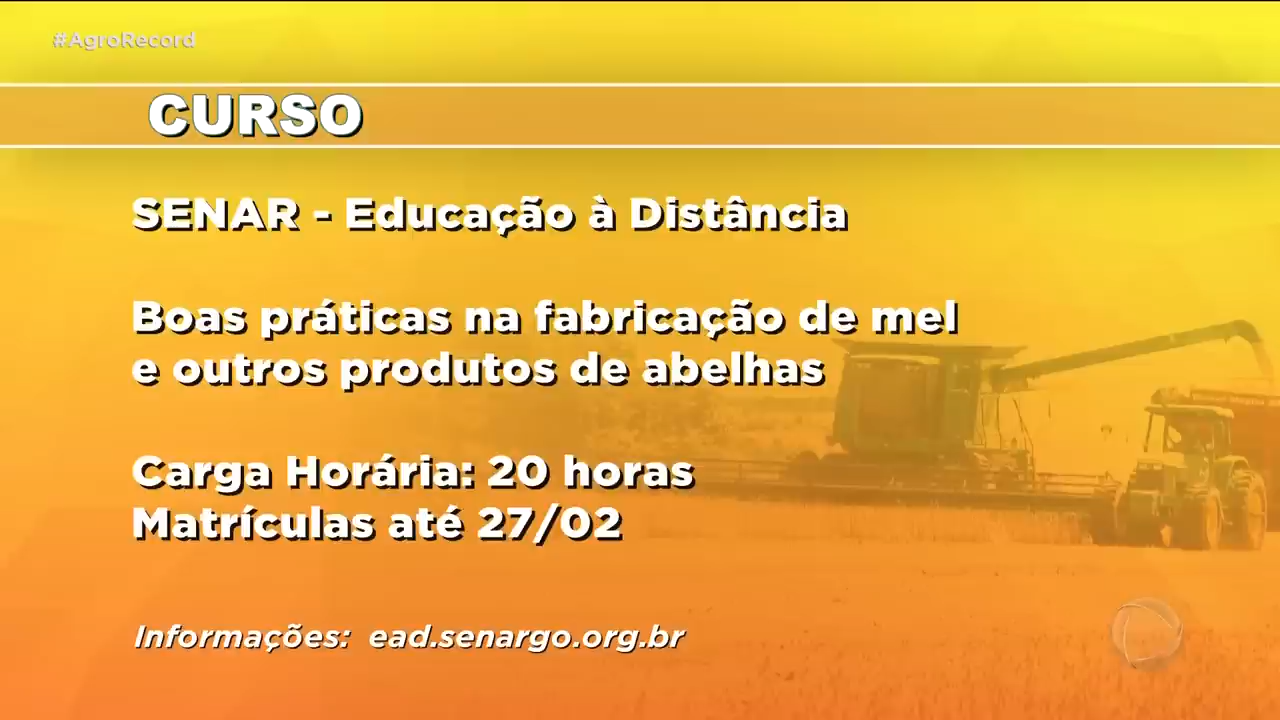 #AgroRecord
CURSO
SENAR - Educação à Distância
Boas práticas na fabricação de mel
e outros produtos de abelhas
Carga Horária: 20 horas
Matrículas até 27/02
Informações: ead.senargo.org.br